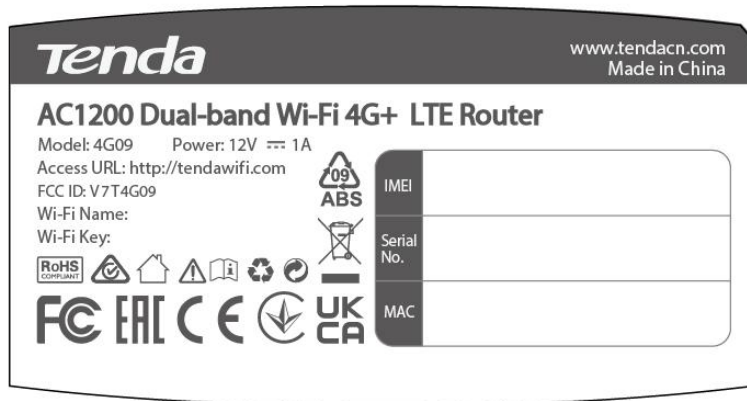 Tenda
www.tendacn.com
Made in China
AC1200 Dual-band Wi-Fi 4G+ LTE Router
Model: 4G09 Power: 12V ⎓ 1A
Access URL: http://tendawifi.com
FCC ID: V7T4G09
Wi-Fi Name:
Wi-Fi Key:
09
ABS
IMEI
Serial
No.
MAC
RoHS
COMPLIANT
FC EAC CE UK
CA